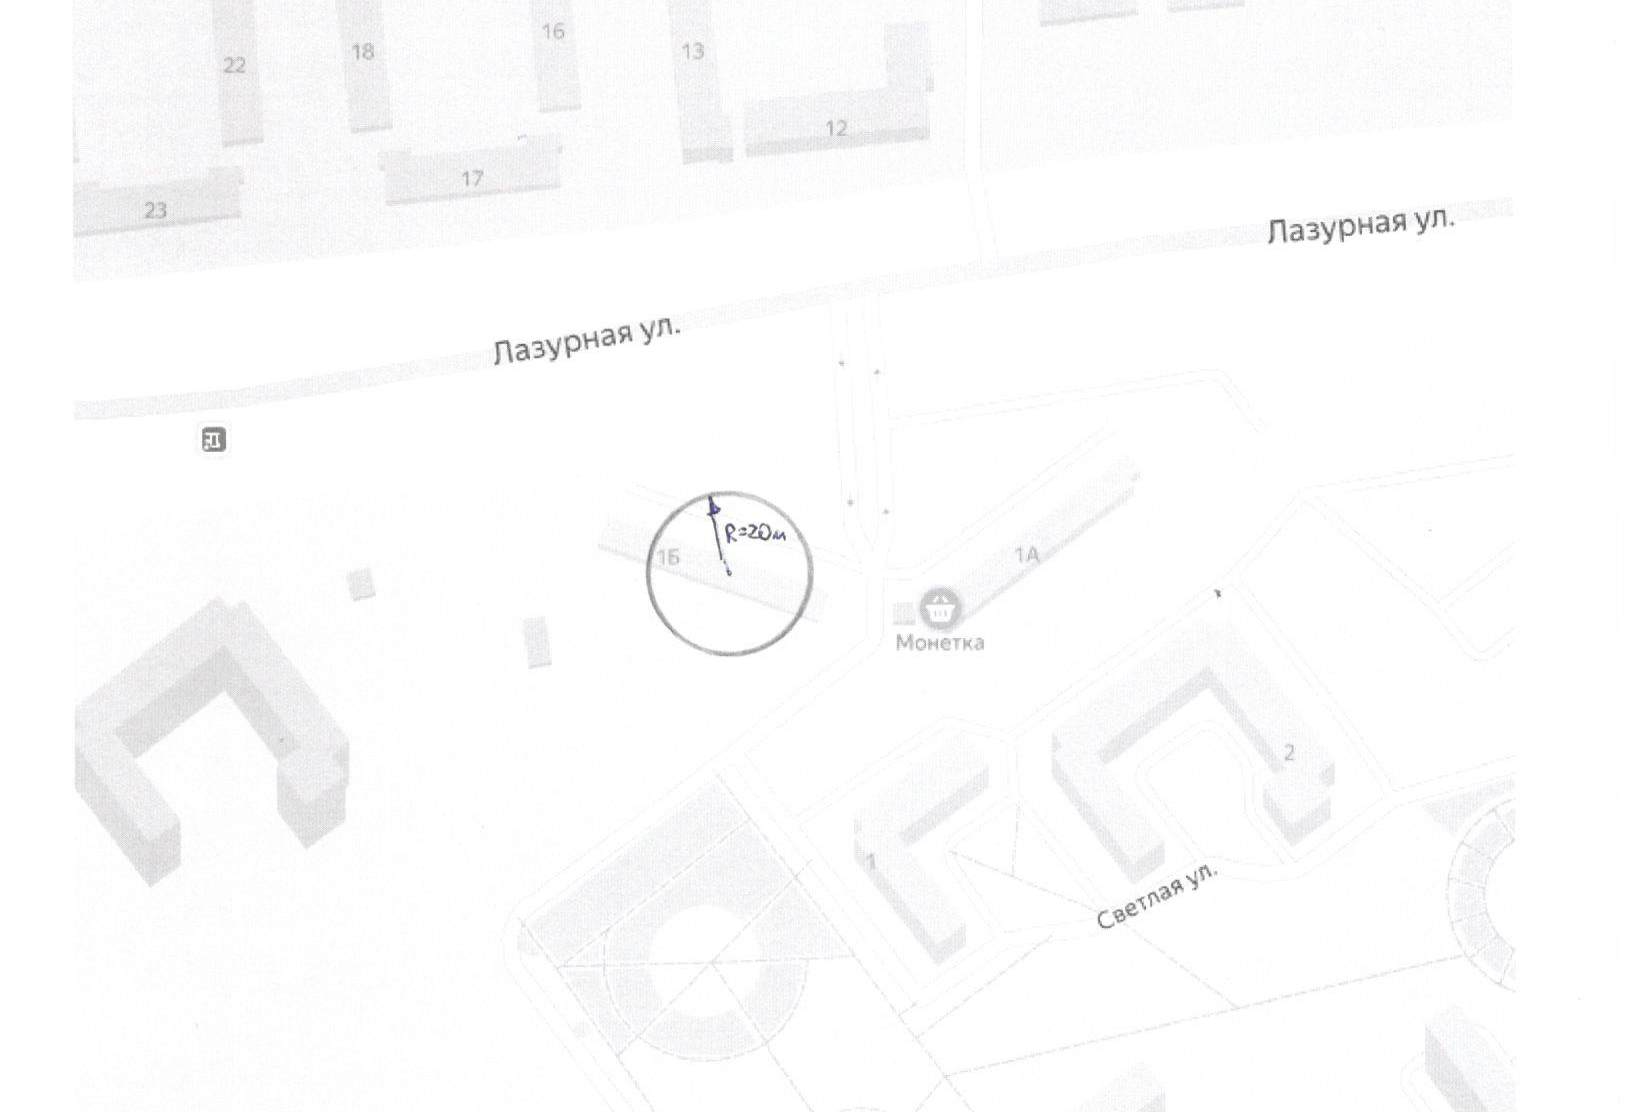 16
22
18
13
12
17
23
Лазурная ул.
Лазурная ул.
R=20м
1Б
1А
Монетка
2
1
Светлая ул.